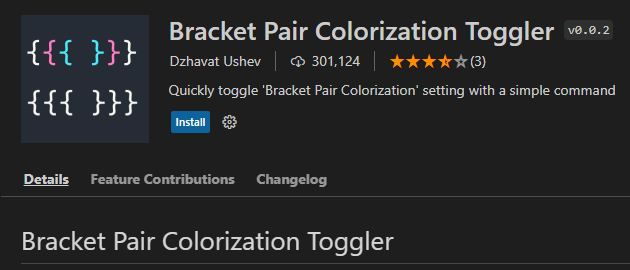 {{{ }}}
{{{ }}}
Bracket Pair Colorization Toggler v0.0.2
Dzhavat Ushev 301,124 ★★★★☆(3)
Quickly toggle 'Bracket Pair Colorization' setting with a simple command
Install
Details Feature Contributions Changelog
Bracket Pair Colorization Toggler